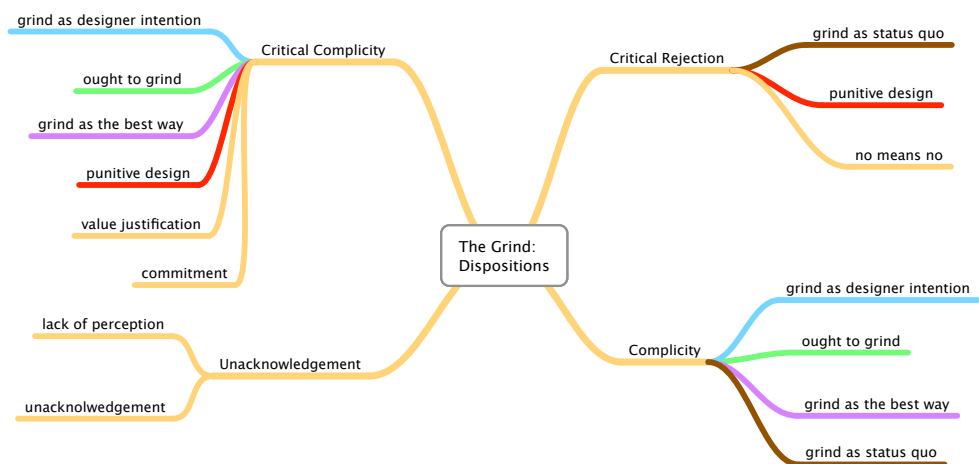 The Grind:
Dispositions
Critical Complicity
grind as designer intention
ought to grind
grind as the best way
punitive design
value justification
commitment
Unacknowledgement
lack of perception
unacknolwedgement
Critical Rejection
grind as status quo
punitive design
no means no
Complicity
grind as designer intention
ought to grind
grind as the best way
grind as status quo